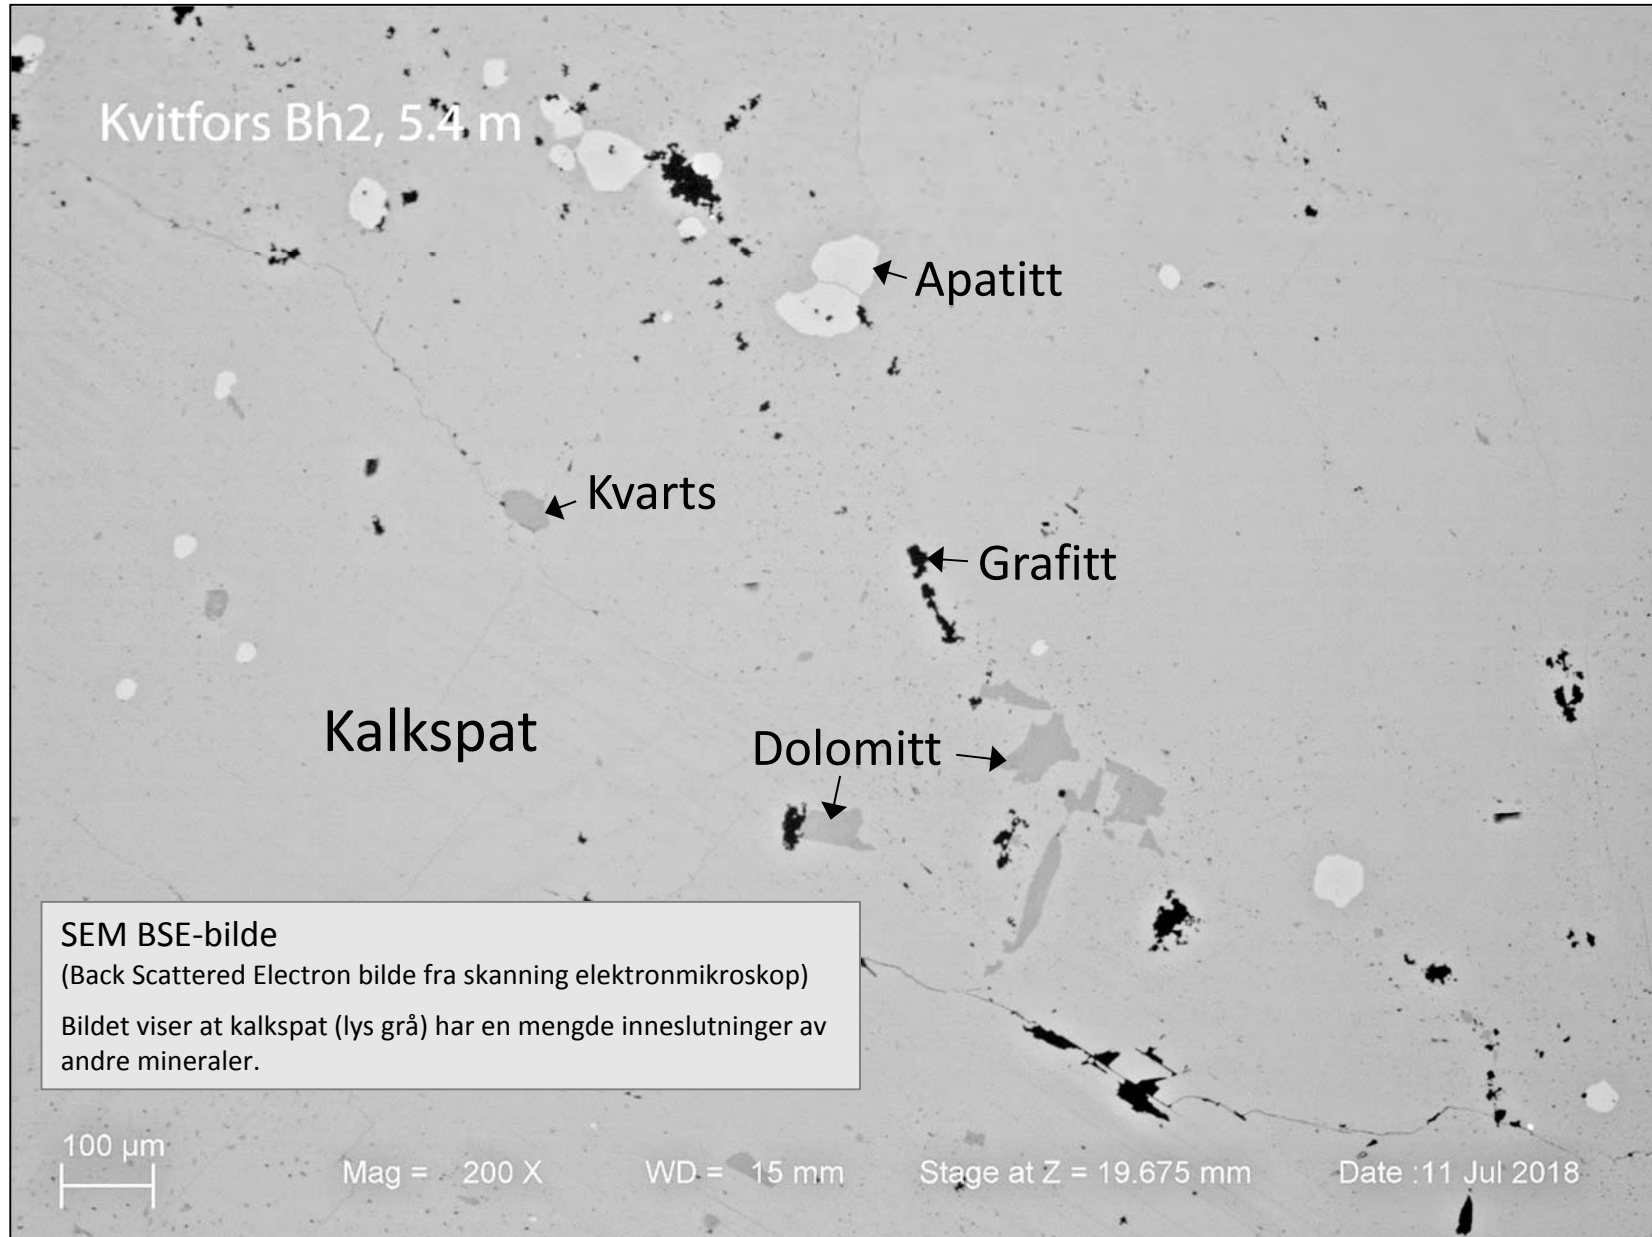 Kvitfors Bh2, 5.4 m
Apatitt
Kvarts
Grafitt
Kalkspat
Dolomitt
SEM BSE-bilde
(Back Scattered Electron bilde fra skanning elektronmikroskop)
Bildet viser at kalkspat (lys grå) har en mengde inneslutninger av
andre mineraler.
100 µm
Mag = 200 X WD = 15 mm Stage at Z = 19.675 mm Date :11 Jul 2018